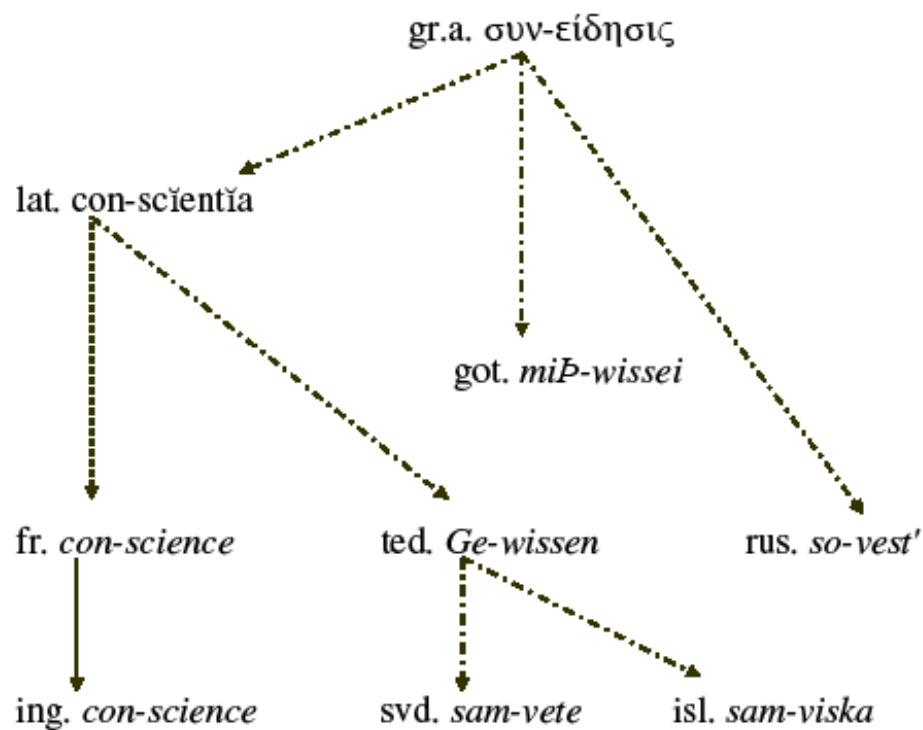 gr.a. συν-είδησις
lat. con-scĭentĭa
got. miÞ-wissei
fr. con-science
ted. Ge-wissen
rus. so-vest'
ing. con-science
svd. sam-vete
isl. sam-viska